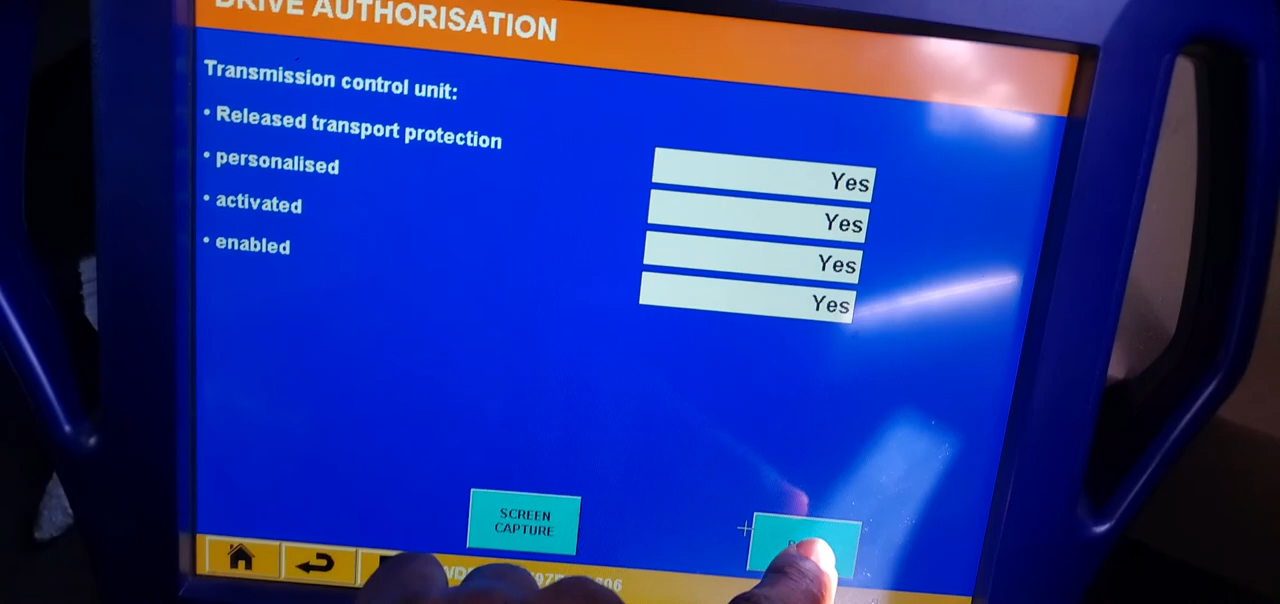 DRIVE AUTHORISATION
Transmission control unit:
• Released transport protection
Yes
• personalised
Yes
• activated
Yes
• enabled
Yes
SCREEN
CAPTURE